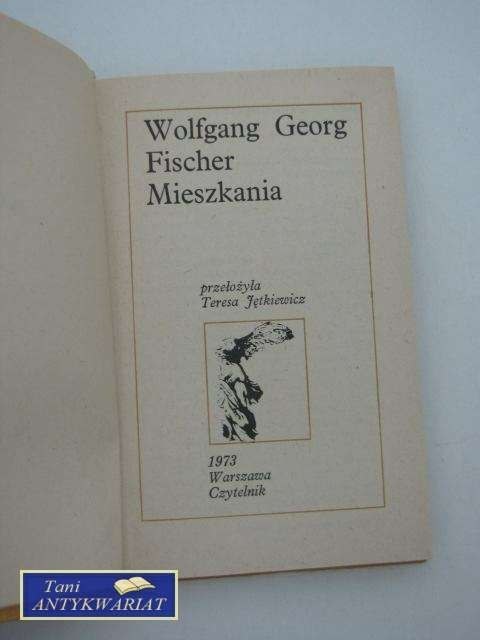 Wolfgang Georg
Fischer
Mieszkania
przełożyła
Teresa Jętkiewicz
1973
Warszawa
Czytelnik
Tani
ANTYKWARIAT